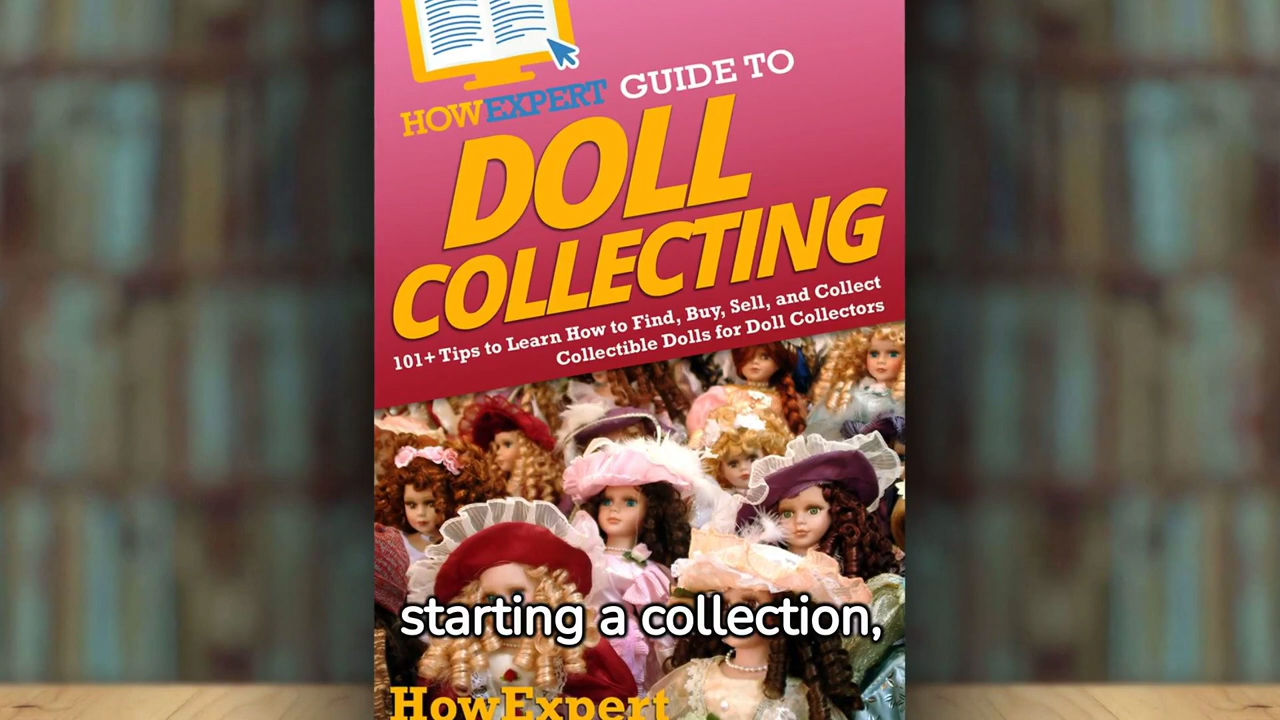 HOWEXPERT GUIDE TO
DOLL
COLLECTING
101+ Tips to Learn How to Find, Buy, Sell, and Collect
Collectible Dolls for Doll Collectors
starting a collection,
HowExpert